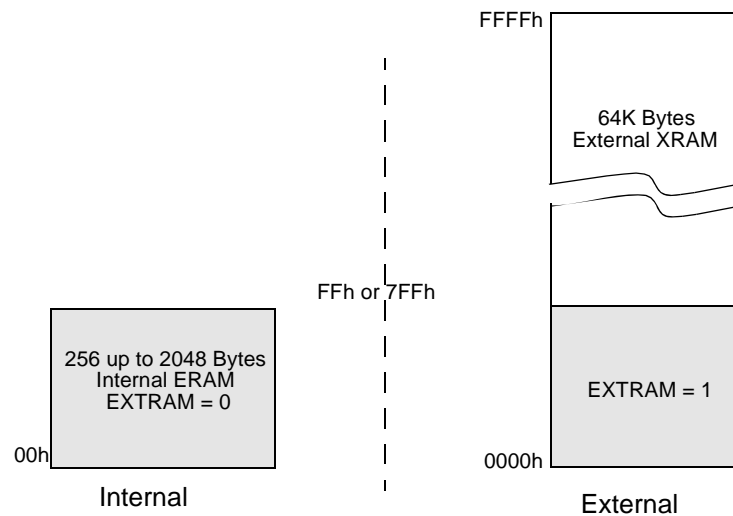 FFFFh
64K Bytes
External XRAM
FFh or 7FFh
256 up to 2048 Bytes
Internal ERAM
EXTRAM = 0
EXTRAM = 1
00h
0000h
Internal
External